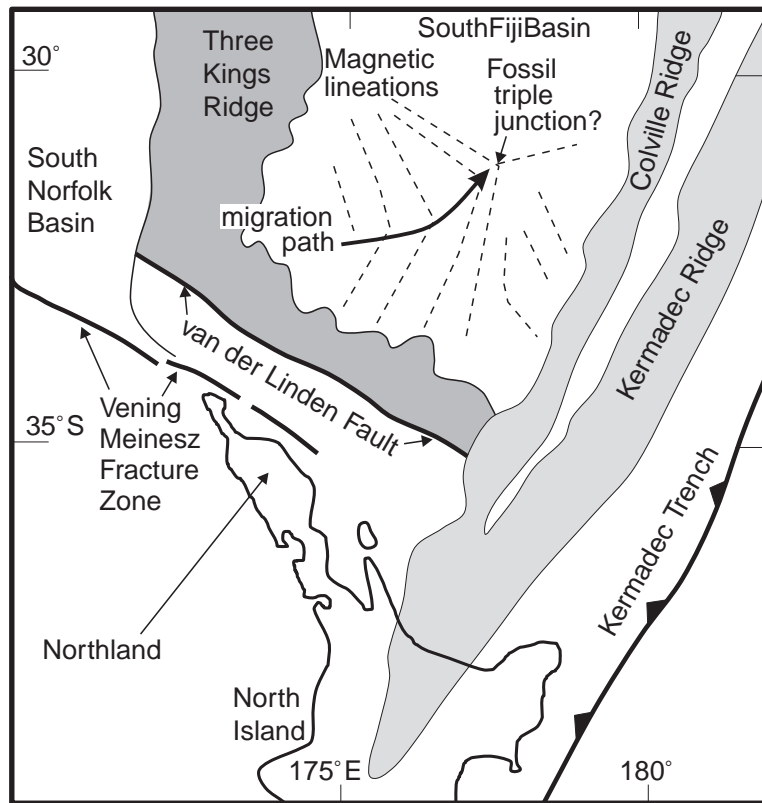 SouthFijiBasin
Three
Kings
Ridge
Magnetic
lineations
Fossil
triple
junction?
30°
Colville Ridge
South
Norfolk
Basin
migration
path
Kermadec Ridge
van der Linden Fault
Vening
Meinesz
Fracture
Zone
35°S
Kermadec Trench
Northland
North
Island
175°E
180°